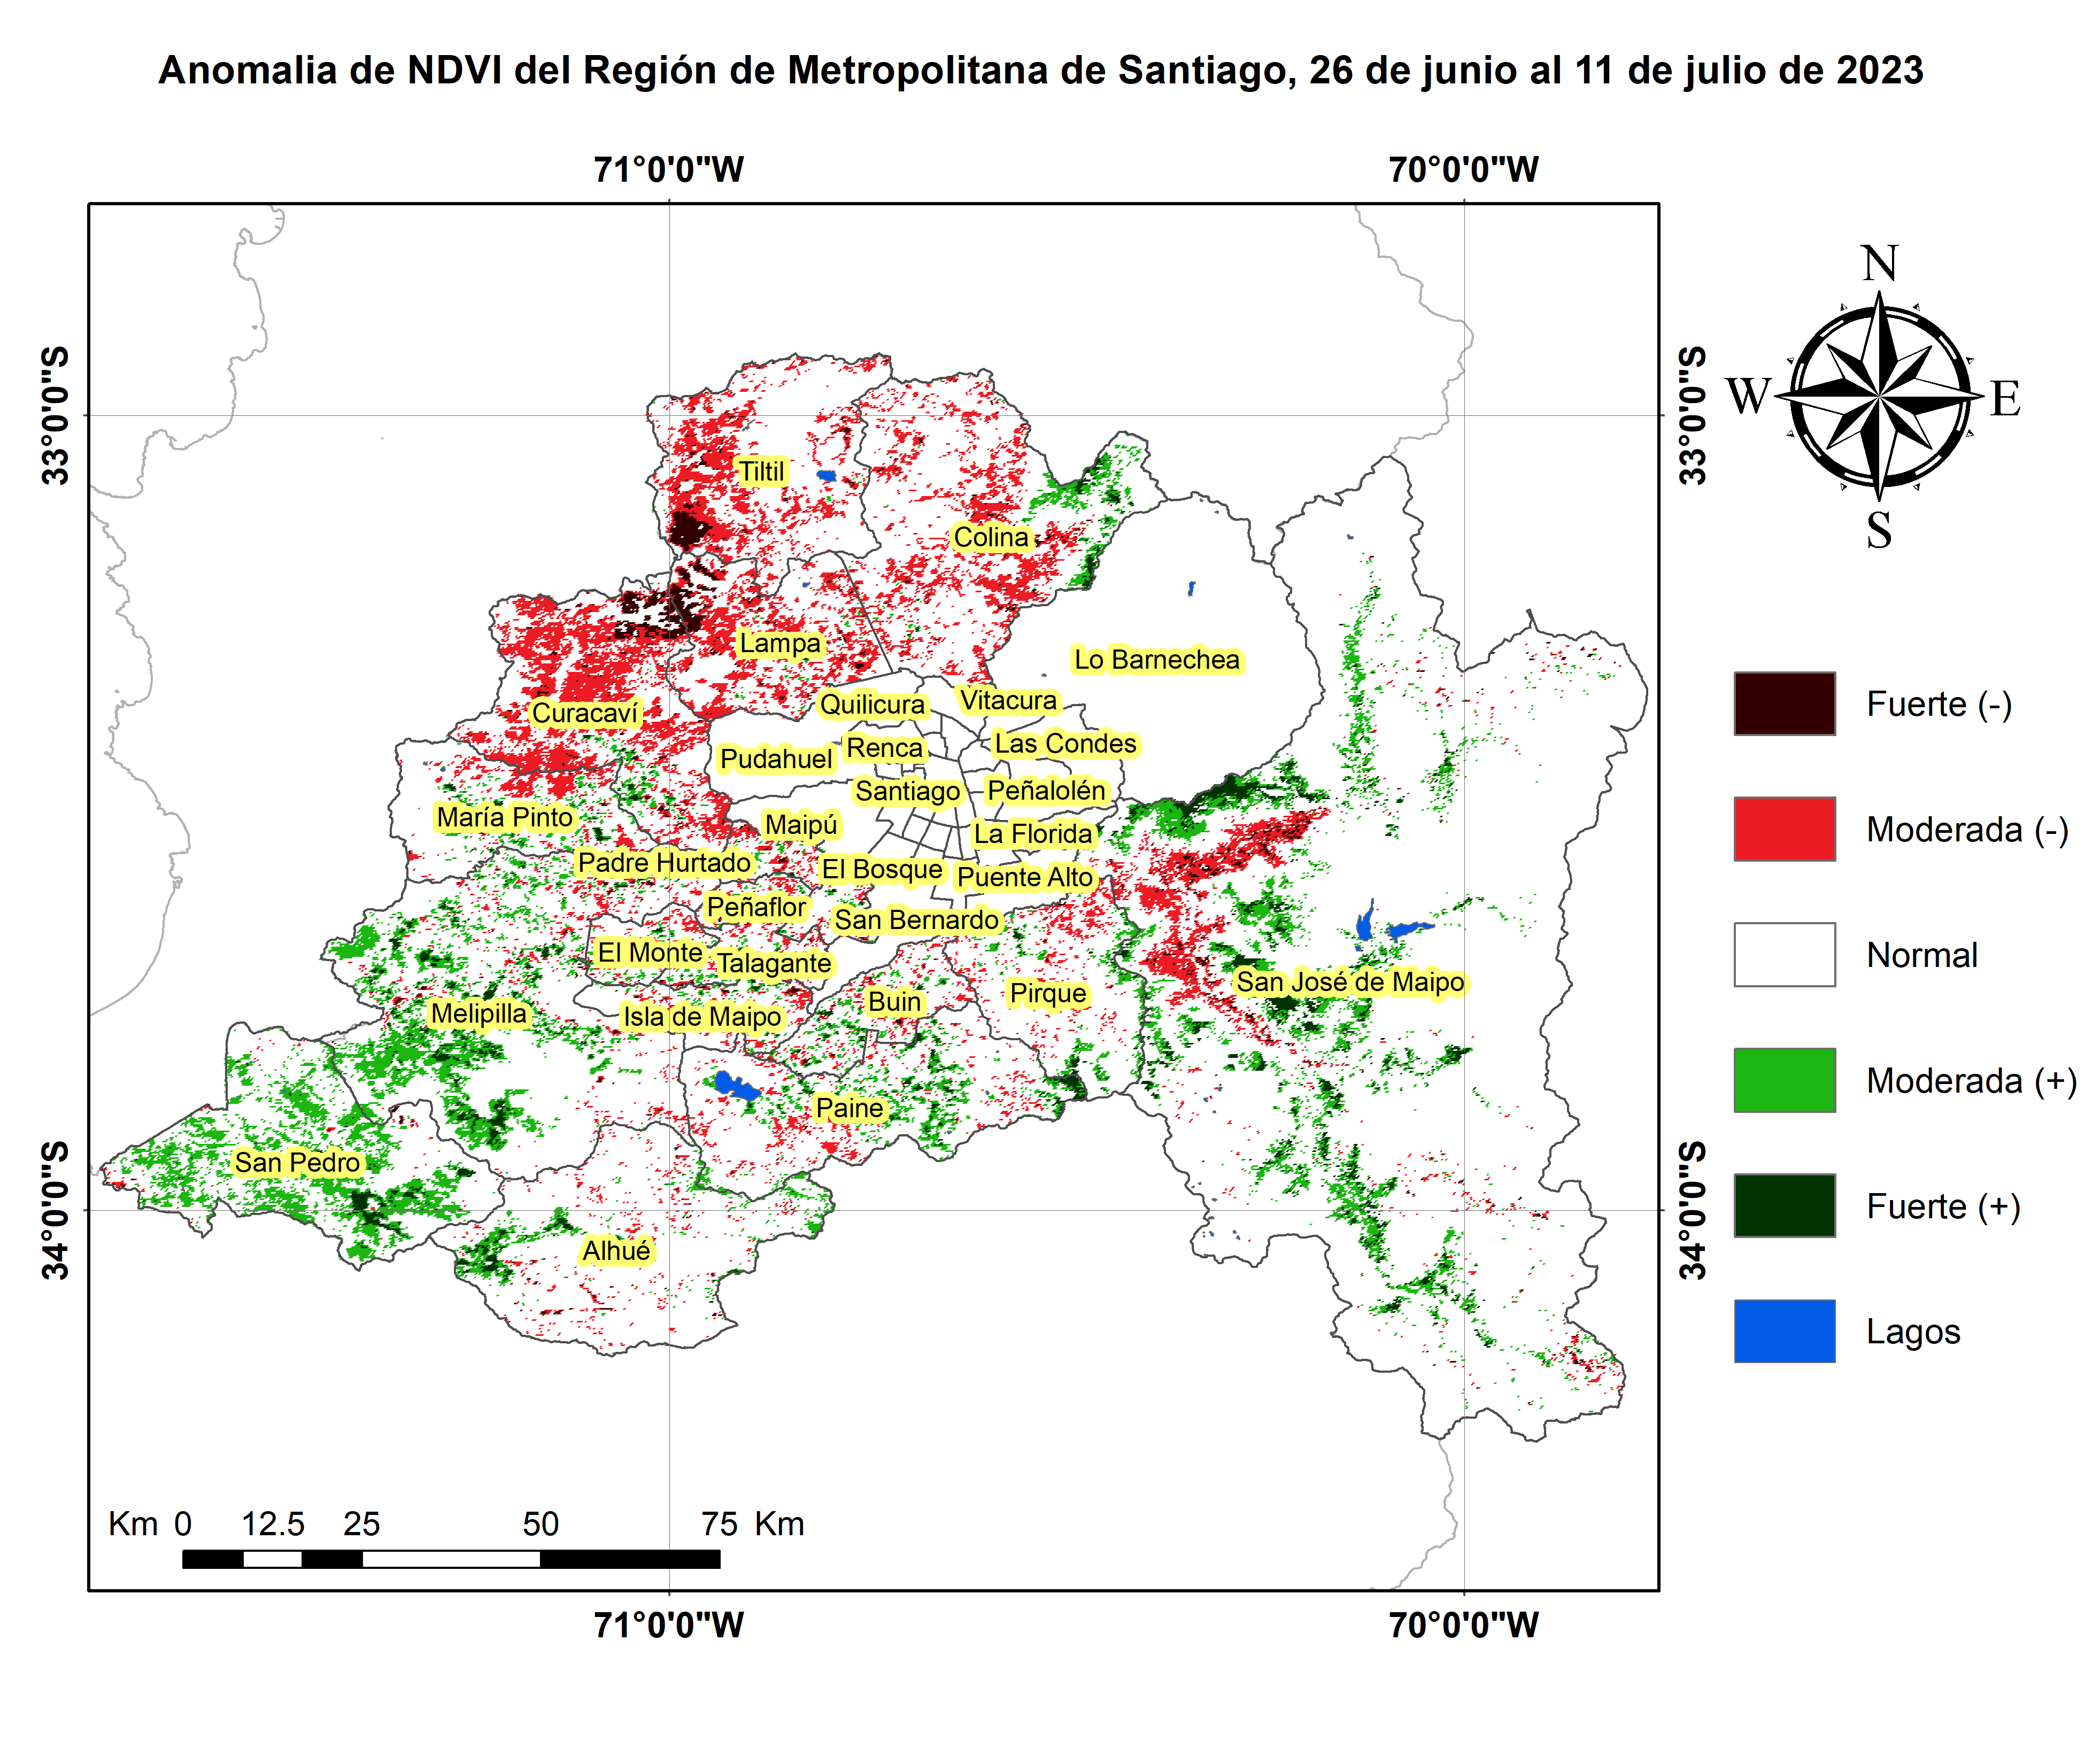 Anomalia de NDVI del Región de Metropolitana de Santiago, 26 de junio al 11 de julio de 2023
71°0'0"W
70°0'0"W
33°0'0"S
33°0'0"S
N
W
E
S
Tiltil
Colina
Lampa
Lo Barnechea
Curacaví
Quilicura
Vitacura
Pudahuel
Renca
Las Condes
Santiago
Peñalolén
María Pinto
Maipú
La Florida
Padre Hurtado
El Bosque
Puente Alto
Peñaflor
San Bernardo
El Monte
Talagante
San José de Maipo
Melipilla
Isla de Maipo
Buin
Pirque
Paine
San Pedro
Alhué
34°0'0"S
34°0'0"S
Fuerte (-)
Moderada (-)
Normal
Moderada (+)
Fuerte (+)
Lagos
Km 0 12.5 25 50 75 Km
71°0'0"W
70°0'0"W